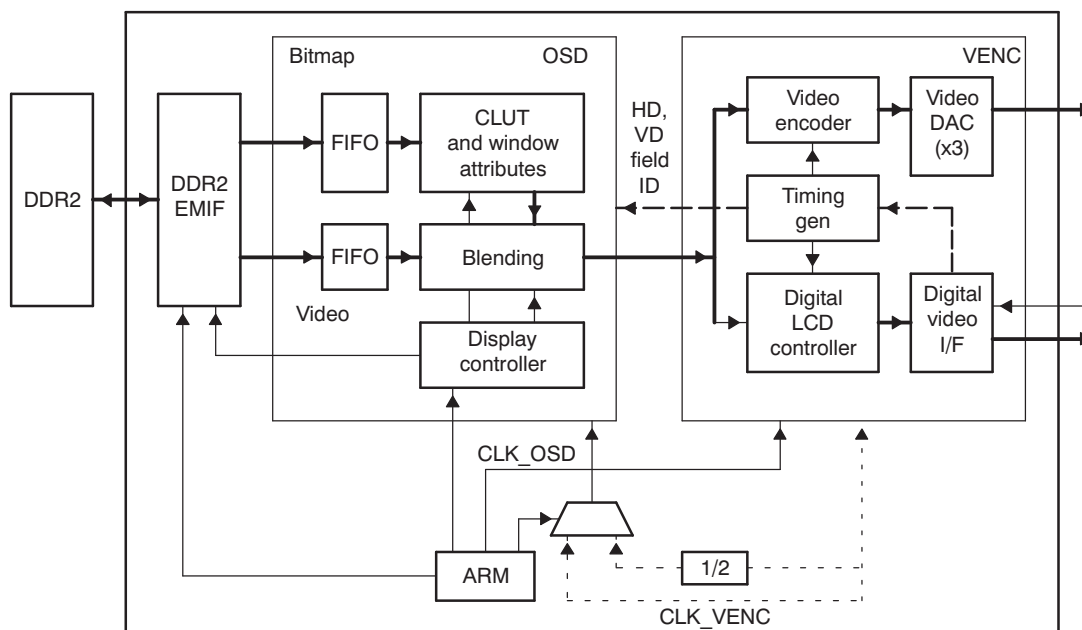 Bitmap
OSD
VENC
DDR2
DDR2
EMIF
FIFO
CLUT
and window
attributes
HD,
VD
field
ID
Video
encoder
Video
DAC
(x3)
Timing
gen
FIFO
Blending
Video
Display
controller
Digital
LCD
controller
Digital
video
I/F
CLK_OSD
ARM
1/2
CLK_VENC